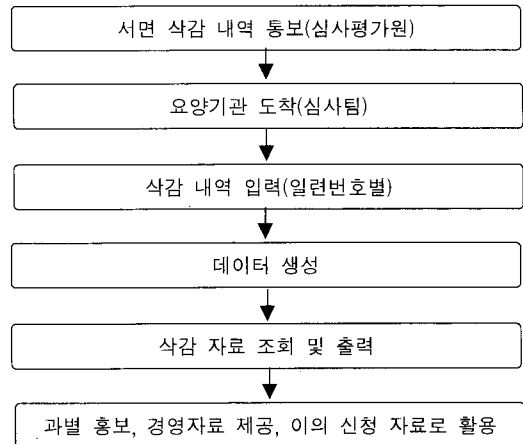 서면 삭감 내역 통보(심사평가원)
요양기관 도착(심사팀)
삭감 내역 입력(일련번호별)
데이터 생성
삭감 자료 조회 및 출력
과별 홍보, 경영자료 제공, 이의 신청 자료로 활용